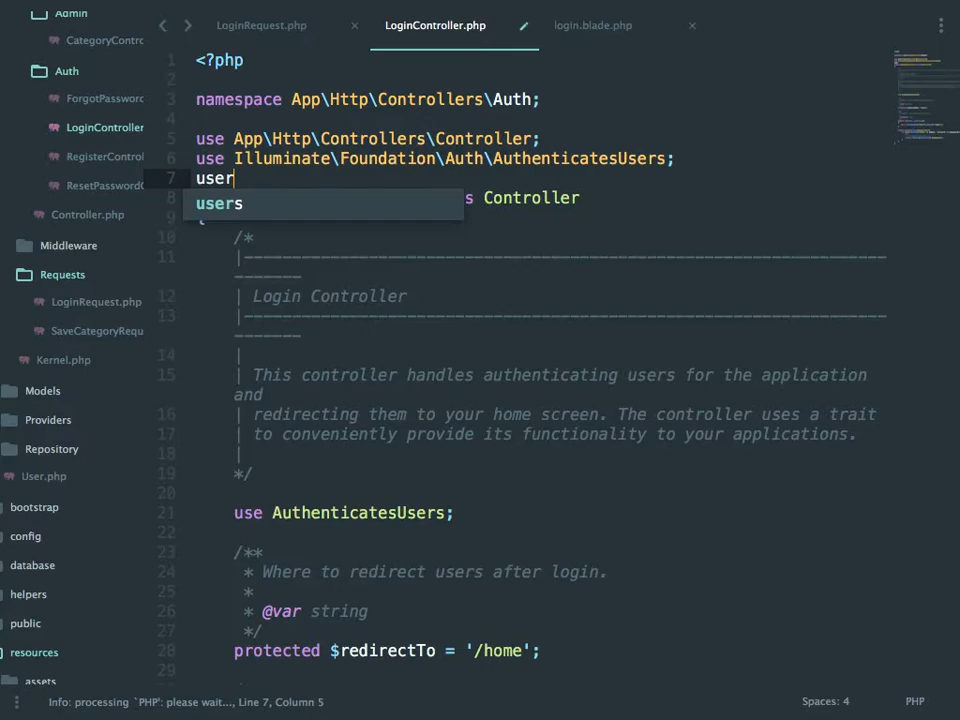 Admin
CategoryContro
Auth
ForgotPassword
LoginController
RegisterControl
ResetPasswordC
Controller.php
Middleware
Requests
LoginRequest.php
SaveCategoryRequ
Kernel.php
Models
Providers
Repository
User.php
bootstrap
config
database
helpers
public
resources
assets
LoginRequest.php ×
LoginController.php
login.blade.php ×
1 <?php
2
3 namespace App\Http\Controllers\Auth;
4
5 use App\Http\Controllers\Controller;
6 use Illuminate\Foundation\Auth\AuthenticatesUsers;
7 user
users
8 s Controller
9 {
10 /*
11 |--------------------------------------------------------------------------
12 | Login Controller
13 |--------------------------------------------------------------------------
14 |
15 | This controller handles authenticating users for the application
and
16 | redirecting them to your home screen. The controller uses a trait
17 | to conveniently provide its functionality to your applications.
18 |
19 */
20
21 use AuthenticatesUsers;
22
23 /**
24 * Where to redirect users after login.
25 *
26 * @var string
27 */
28 protected $redirectTo = '/home';
29
Info: processing `PHP': please wait..., Line 7, Column 5
Spaces: 4
PHP